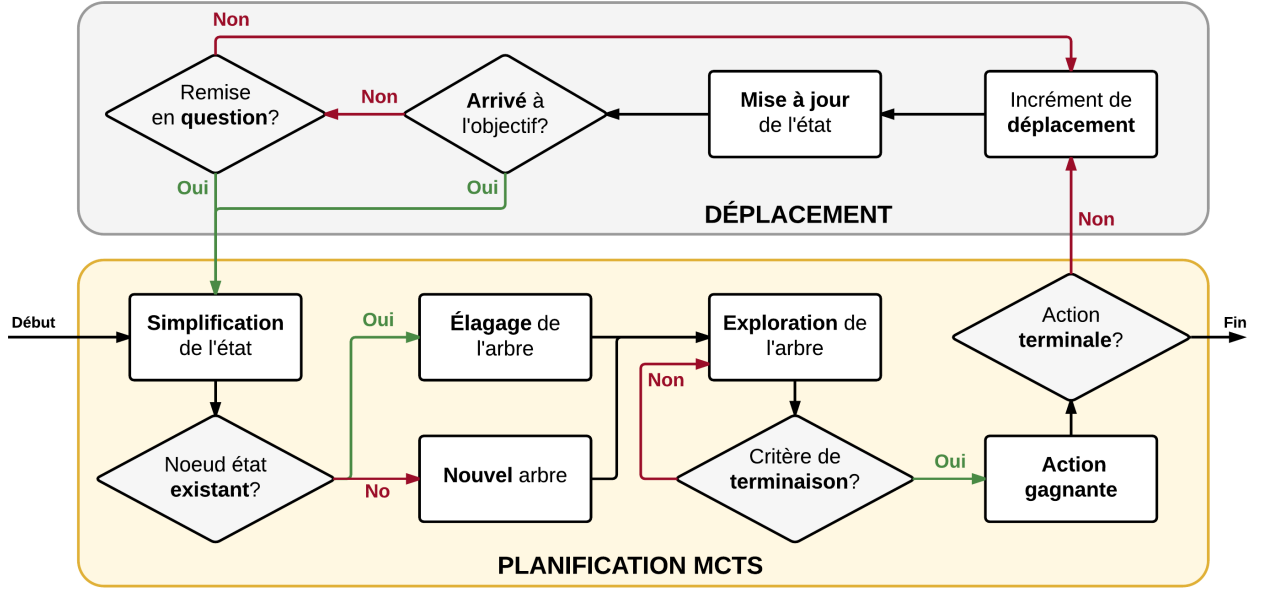 Non
Remise
en question?
Non
Arrivé à
l'objectif?
Mise à jour
de l'état
Incrément de
déplacement
Oui
Oui
DÉPLACEMENT
Non
Début
Simplification
de l'état
Oui
Élagage de
l'arbre
Exploration de
l'arbre
Non
Action
terminale?
Fin
Noeud état
existant?
No
Nouvel arbre
Critère de
terminaison?
Oui
Action
gagnante
PLANIFICATION MCTS